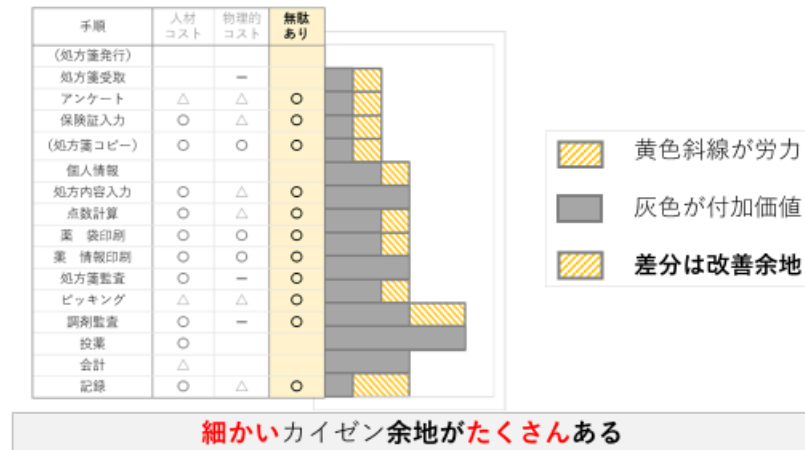 手順 人材コスト 物理的コスト 無駄あり
(処方箋発行)
処方箋受取 －
アンケート △ △ ○
保険証入力 ○ △ ○
(処方箋コピー) ○ ○ ○
個人情報
処方内容入力 ○ △ ○
点数計算 ○ △ ○
薬 袋印刷 ○ ○ ○
薬 情報印刷 ○ ○ ○
処方箋監査 ○ － ○
ピッキング △ △ ○
調剤監査 ○ － ○
投薬 ○
会計 △
記録 ○ △ ○
黄色斜線が労力
灰色が付加価値
差分は改善余地
細かいカイゼン余地がたくさんある